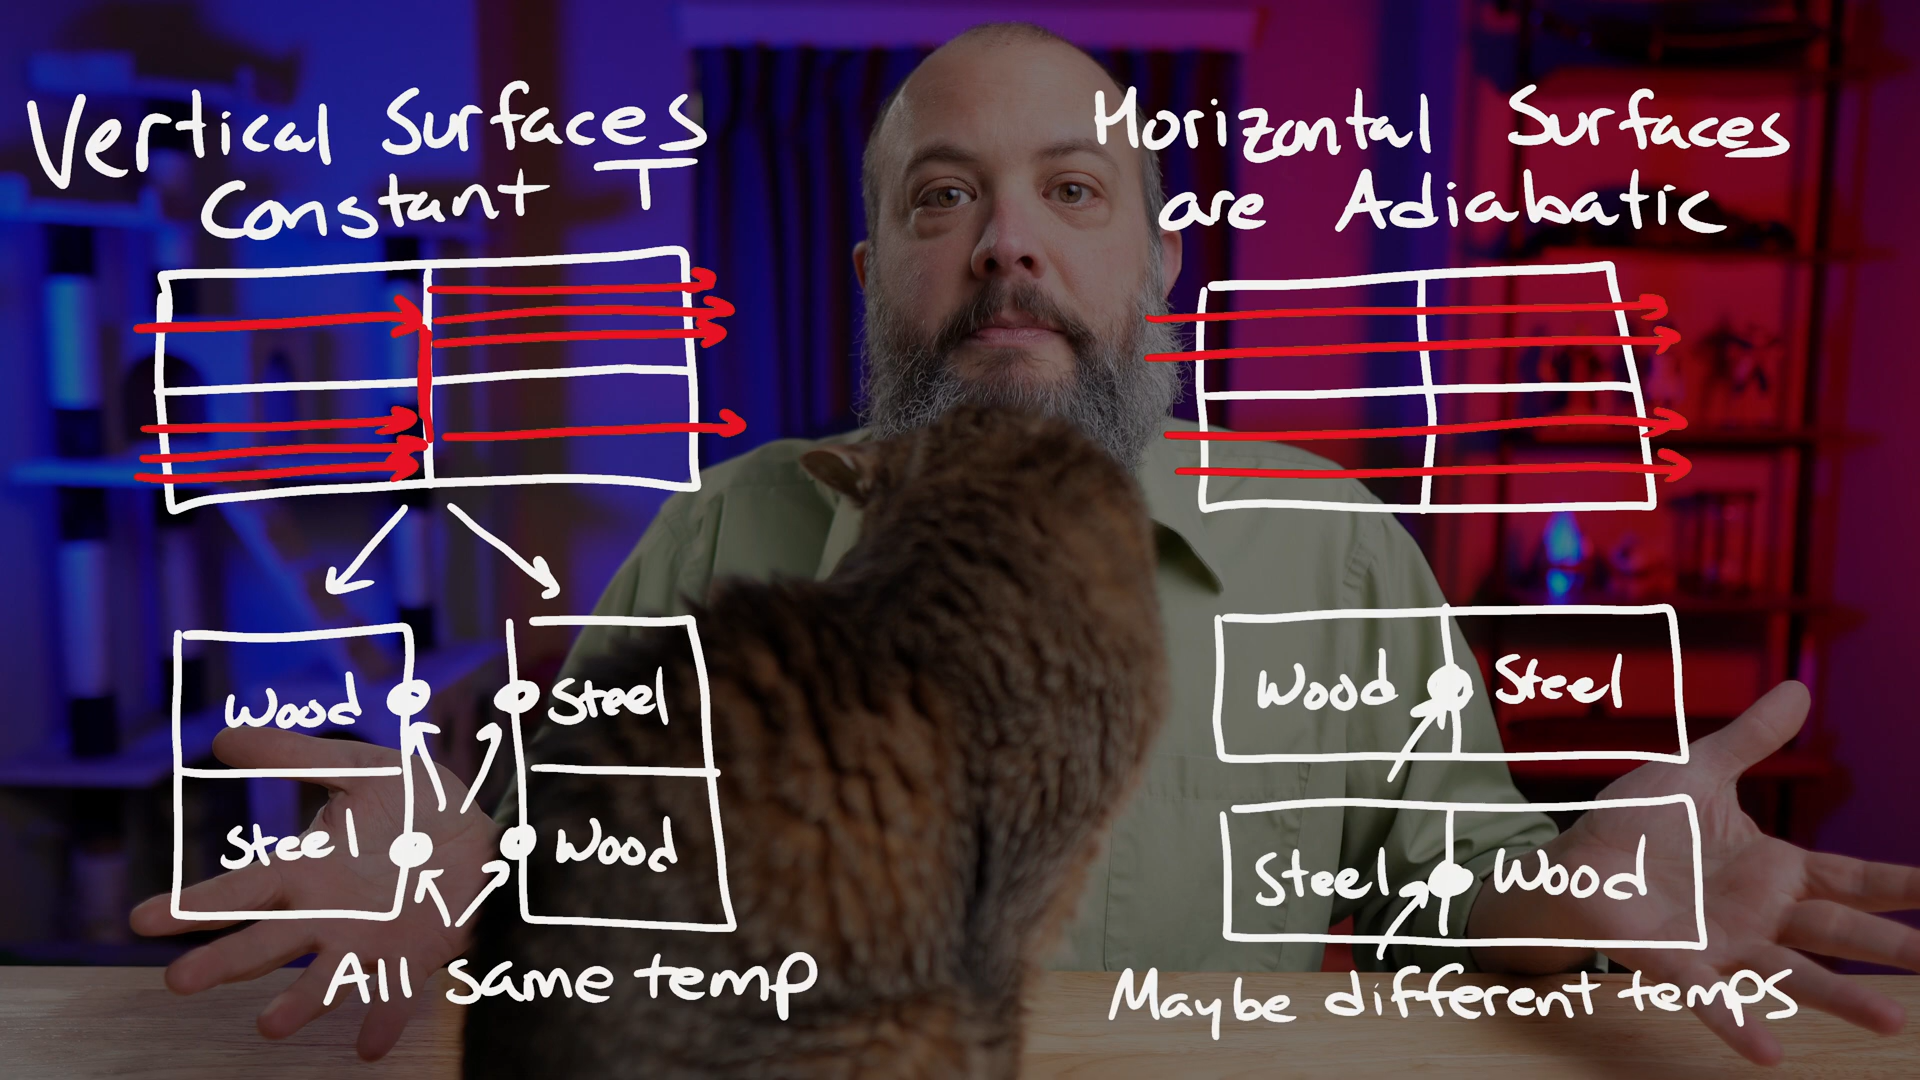 Vertical Surfaces
Constant T
Wood
Steel
Steel
Wood
All same temp
Horizontal Surfaces
are Adiabatic
Wood
Steel
Steel
Wood
Maybe different temps